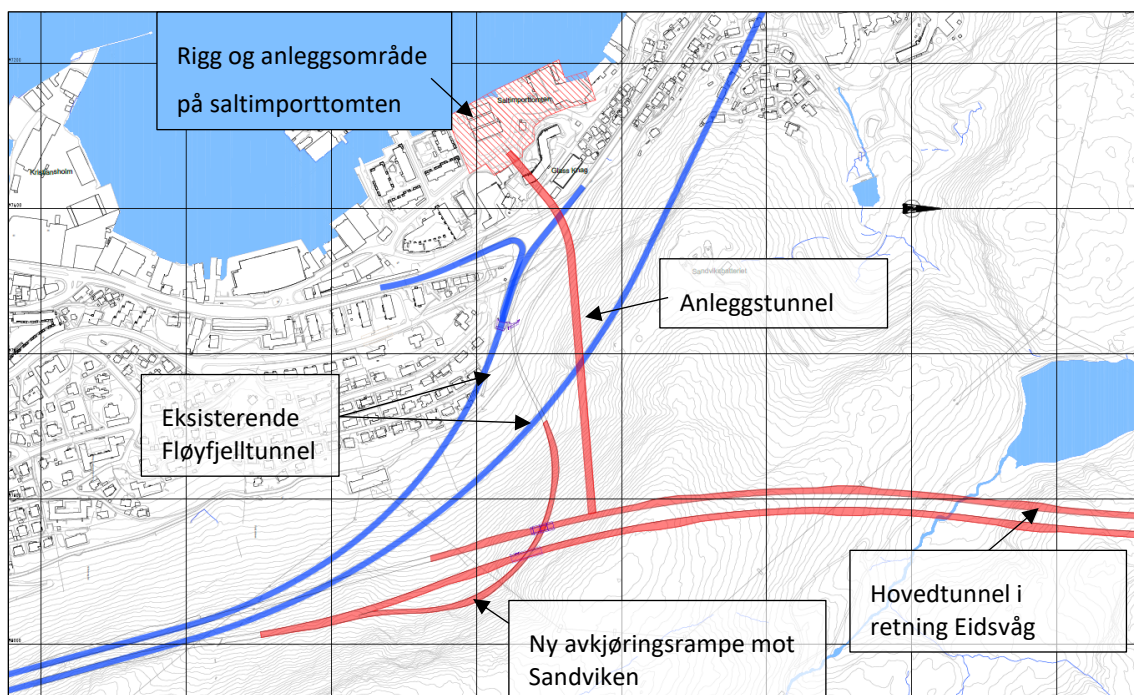 Rigg og anleggsområde
på saltimporttomten
Saltimporttomten
Glass Knag
Kristiansholm
Sandviksbatteriet
Anleggstunnel
Eksisterende
Fløyfjelltunnel
Hovedtunnel i
retning Eidsvåg
Ny avkjøringsrampe mot
Sandviken